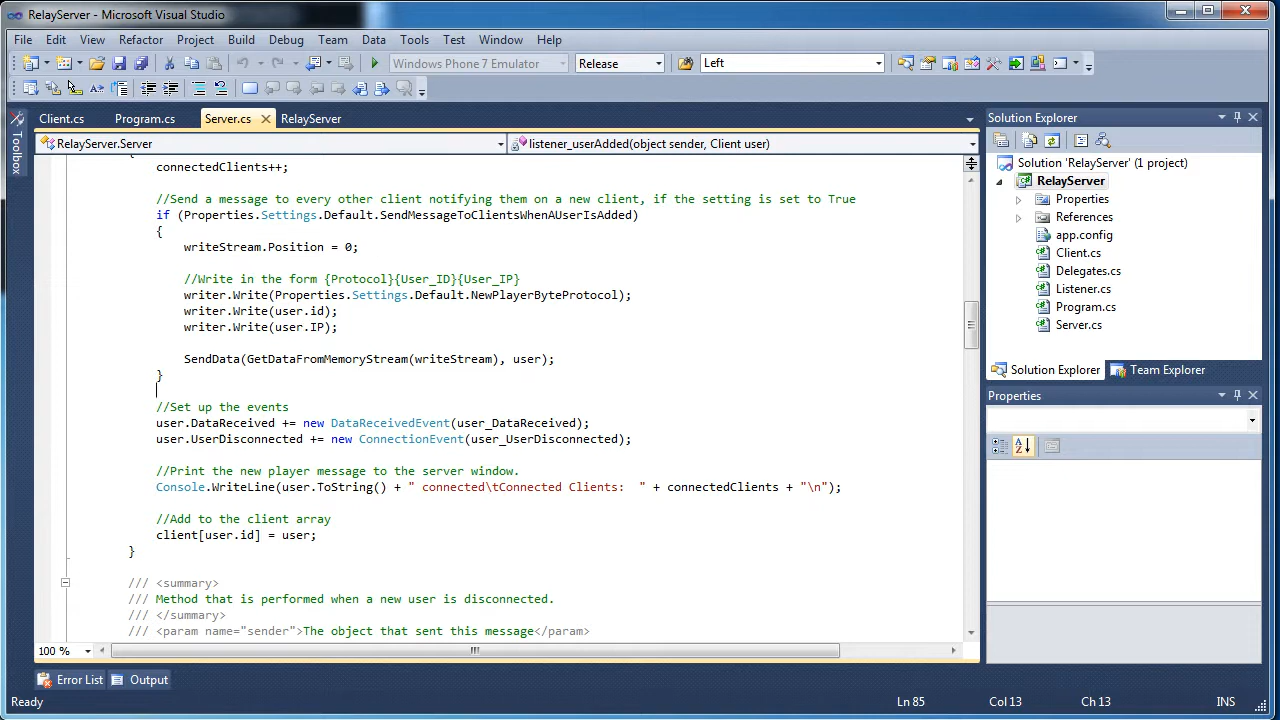 RelayServer - Microsoft Visual Studio
File Edit View Refactor Project Build Debug Team Data Tools Test Window Help
Windows Phone 7 Emulator Release Left
Client.cs Program.cs Server.cs RelayServer
RelayServer.Server listener_userAdded(object sender, Client user)
Toolbox
{
connectedClients++;
//Send a message to every other client notifying them on a new client, if the setting is set to True
if (Properties.Settings.Default.SendMessageToClientsWhenAUserIsAdded)
{
writeStream.Position = 0;
//Write in the form {Protocol}{User_ID}{User_IP}
writer.Write(Properties.Settings.Default.NewPlayerByteProtocol);
writer.Write(user.id);
writer.Write(user.IP);
SendData(GetDataFromMemoryStream(writeStream), user);
}
//Set up the events
user.DataReceived += new DataReceivedEvent(user_DataReceived);
user.UserDisconnected += new ConnectionEvent(user_UserDisconnected);
//Print the new player message to the server window.
Console.WriteLine(user.ToString() + " connected\tConnected Clients:  " + connectedClients + "\n");
//Add to the client array
client[user.id] = user;
}
/// <summary>
/// Method that is performed when a new user is disconnected.
/// </summary>
/// <param name="sender">The object that sent this message</param>
100 %
Solution Explorer
Solution 'RelayServer' (1 project)
RelayServer
Properties
References
app.config
Client.cs
Delegates.cs
Listener.cs
Program.cs
Server.cs
Solution Explorer Team Explorer
Properties
Error List Output
Ready Ln 85 Col 13 Ch 13 INS